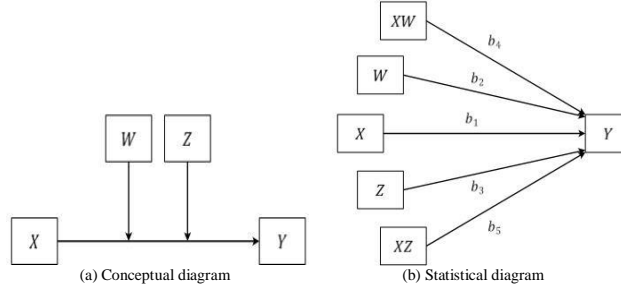 W
Z
X
Y
(a) Conceptual diagram
XW
b₄
W
b₂
X
b₁
Y
Z
b₃
XZ
b₅
(b) Statistical diagram